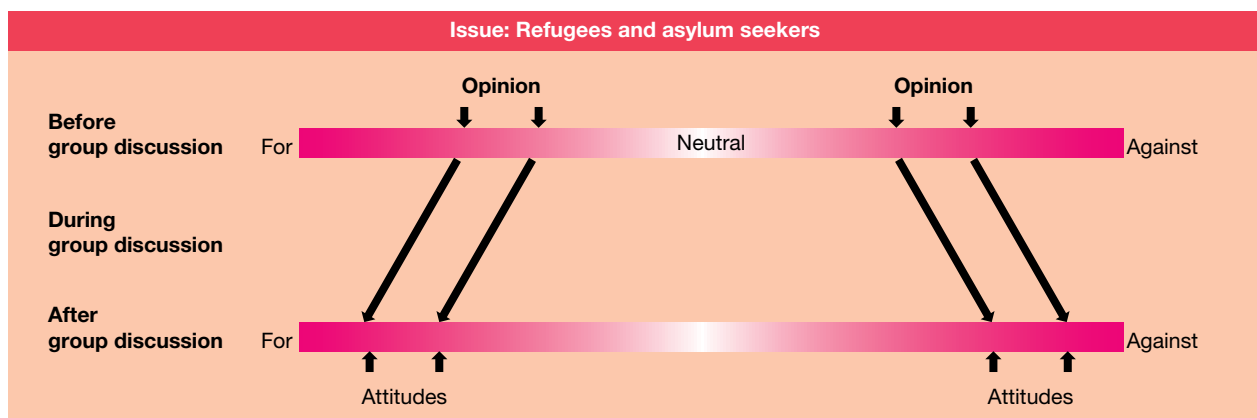 Issue: Refugees and asylum seekers
Opinion Opinion
Before
group discussion
For Neutral Against
During
group discussion
After
group discussion
For Against
Attitudes Attitudes